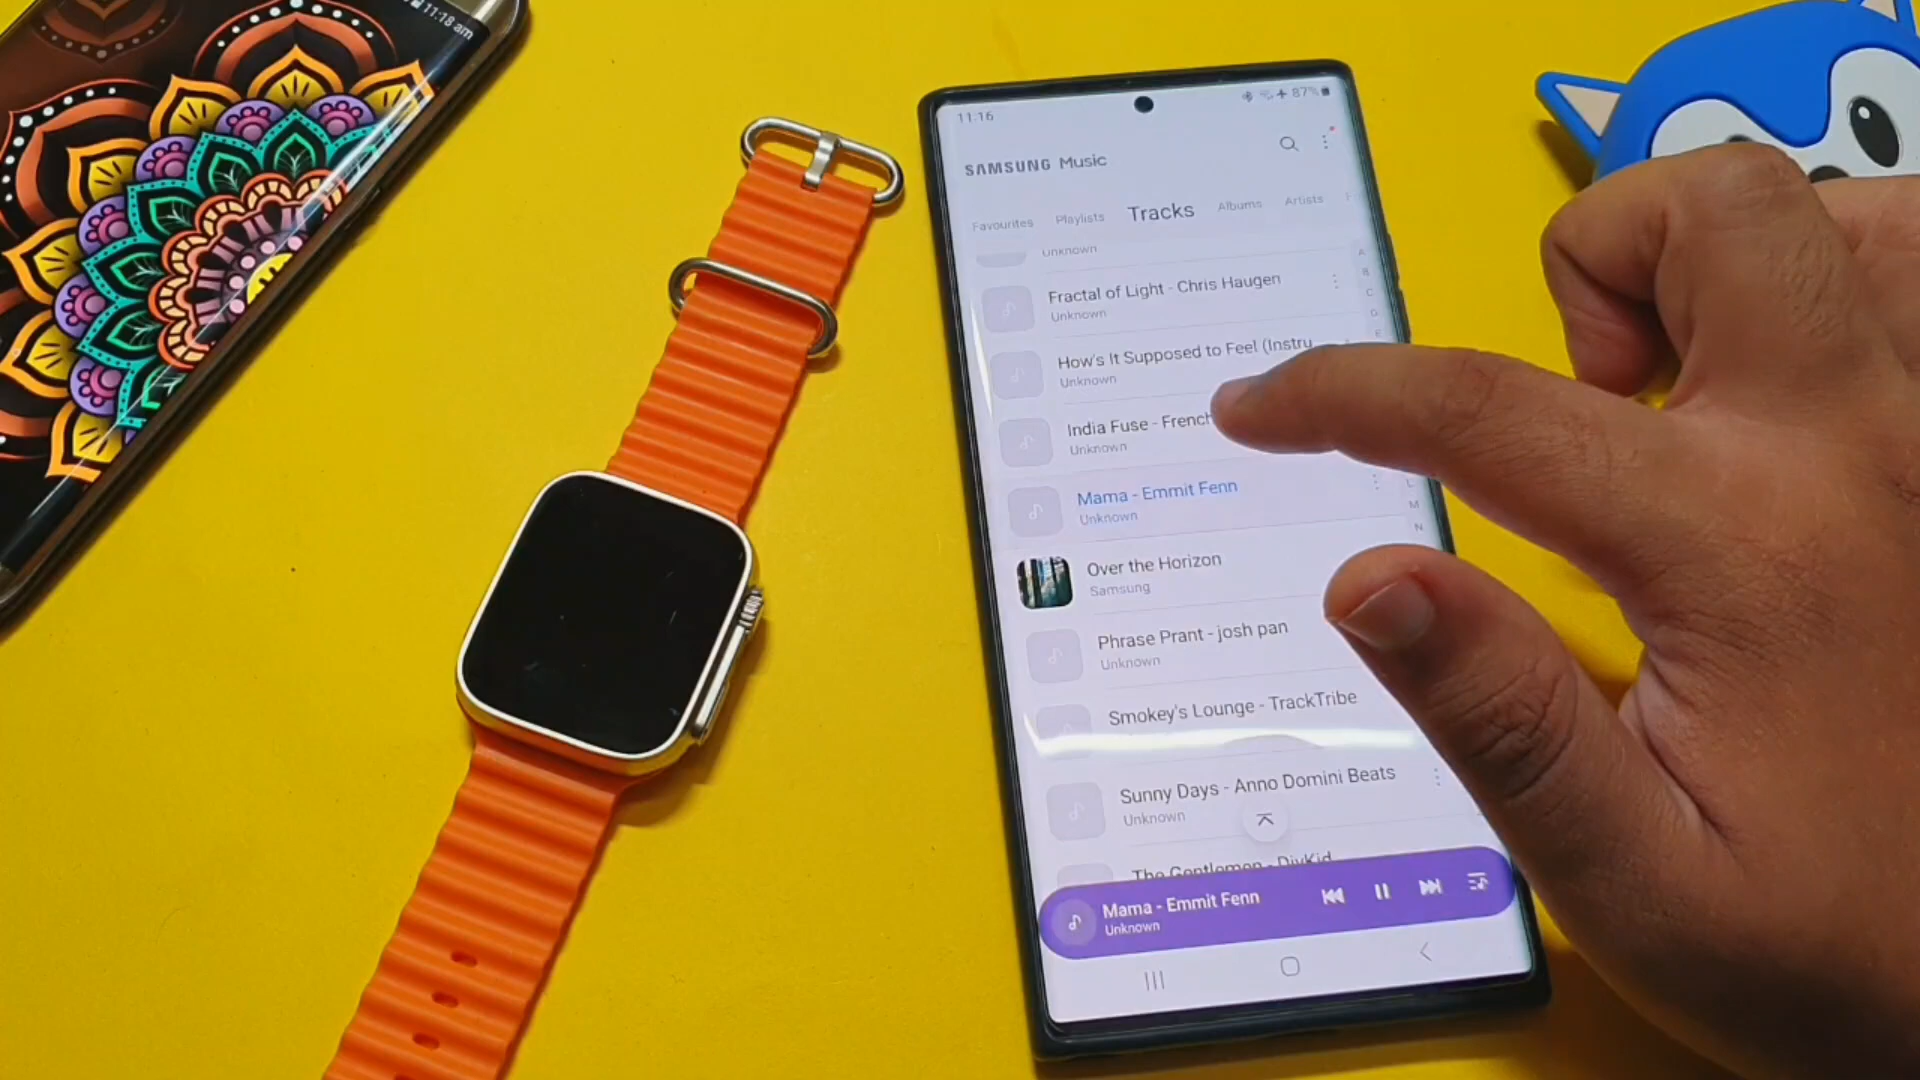 11:18 am
11:16
87%
SAMSUNG Music
Favourites Playlists Tracks Albums Artists
Unknown
Fractal of Light - Chris Haugen
Unknown
How's It Supposed to Feel (Instru
Unknown
India Fuse - French
Unknown
Mama - Emmit Fenn
Unknown
Over the Horizon
Samsung
Phrase Prant - josh pan
Unknown
Smokey's Lounge - TrackTribe
Sunny Days - Anno Domini Beats
Unknown
The Gentlemen - DivKid
Mama - Emmit Fenn
Unknown
A
B
C
D
E
L
M
N